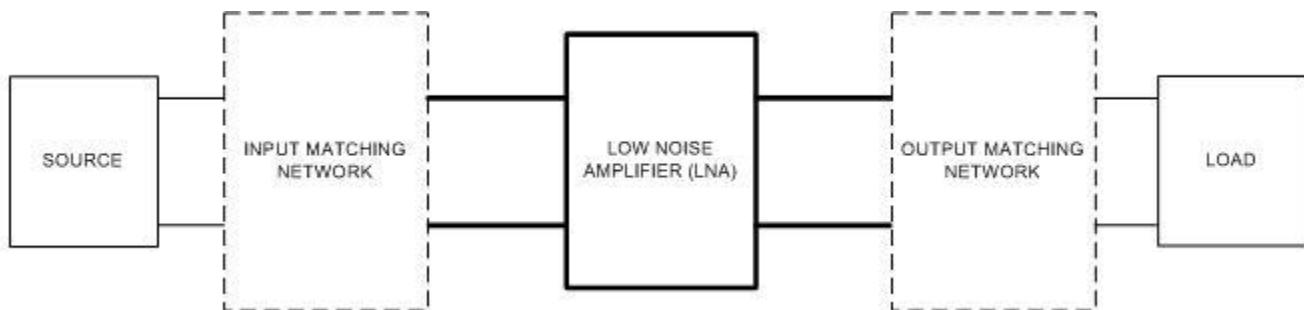 SOURCE
INPUT MATCHING
NETWORK
LOW NOISE
AMPLIFIER (LNA)
OUTPUT MATCHING
NETWORK
LOAD